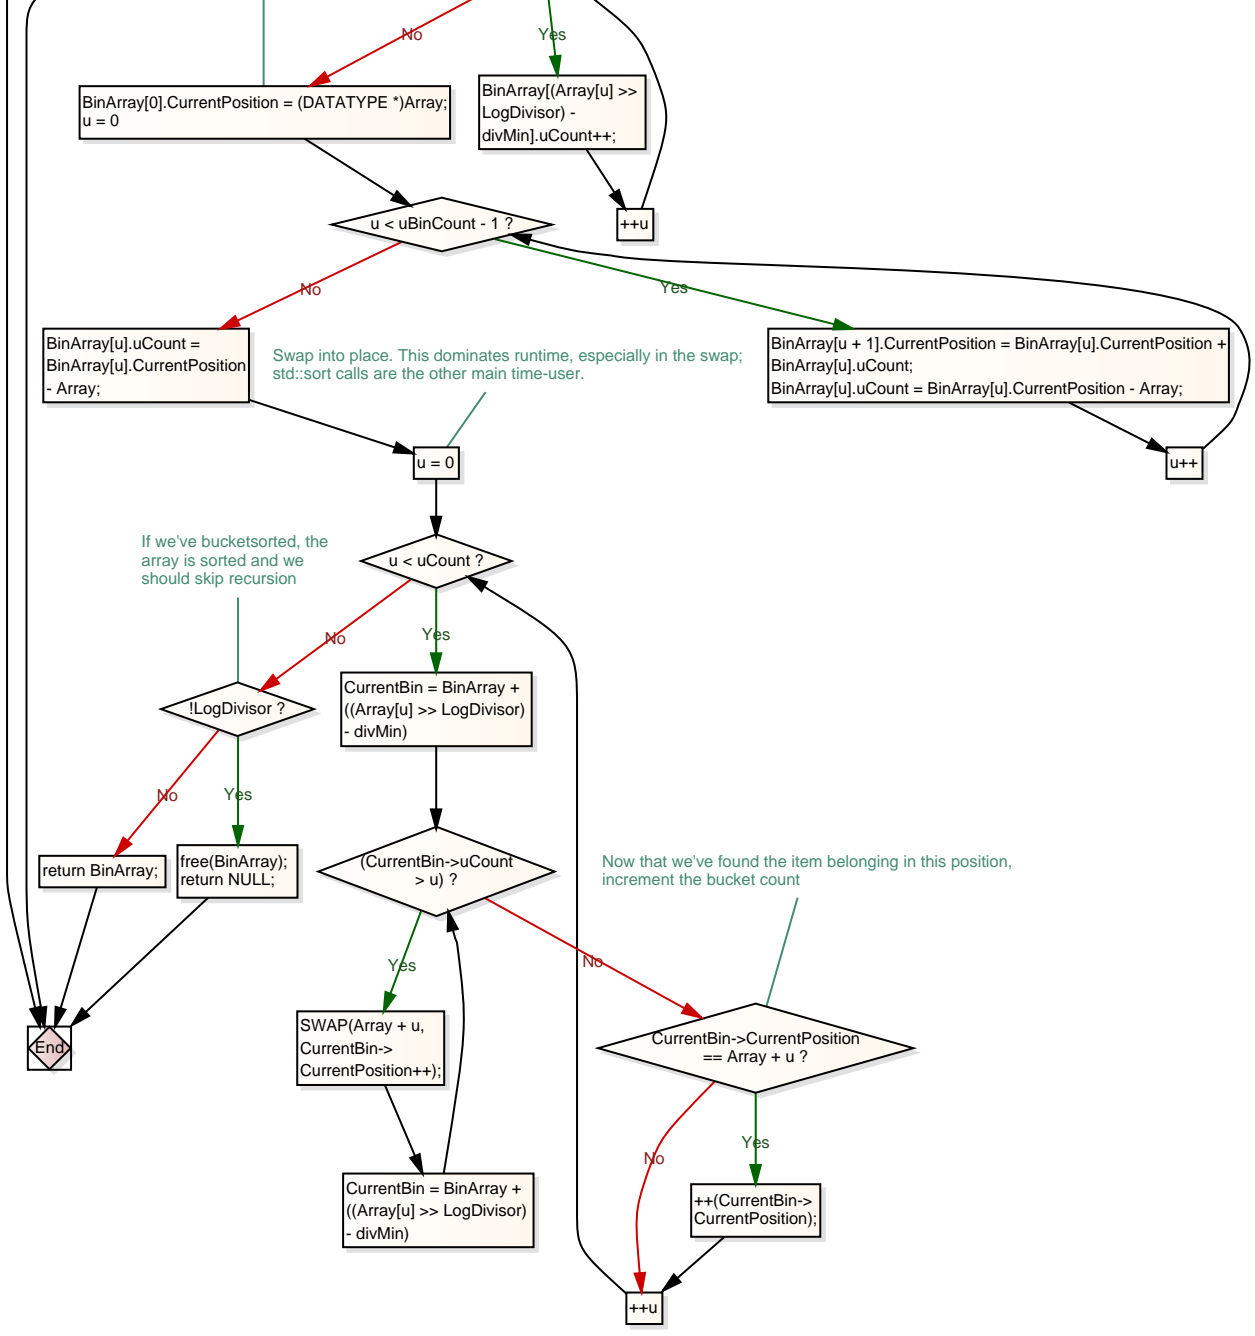 No
Yes
BinArray[0].CurrentPosition = (DATATYPE *)Array;
u = 0
BinArray[(Array[u] >>
LogDivisor) -
divMin].uCount++;
u < uBinCount - 1 ?
++u
No
Yes
BinArray[u].uCount =
BinArray[u].CurrentPosition
- Array;
Swap into place. This dominates runtime, especially in the swap;
std::sort calls are the other main time-user.
BinArray[u + 1].CurrentPosition = BinArray[u].CurrentPosition +
BinArray[u].uCount;
BinArray[u].uCount = BinArray[u].CurrentPosition - Array;
u = 0
u++
If we've bucketsorted, the
array is sorted and we
should skip recursion
u < uCount ?
No
Yes
!LogDivisor ?
CurrentBin = BinArray +
((Array[u] >> LogDivisor)
- divMin)
No
Yes
return BinArray;
free(BinArray);
return NULL;
(CurrentBin->uCount
> u) ?
Now that we've found the item belonging in this position,
increment the bucket count
Yes
No
End
SWAP(Array + u,
CurrentBin->
CurrentPosition++);
CurrentBin->CurrentPosition
== Array + u ?
Yes
No
CurrentBin = BinArray +
((Array[u] >> LogDivisor)
- divMin)
++(CurrentBin->
CurrentPosition);
++u